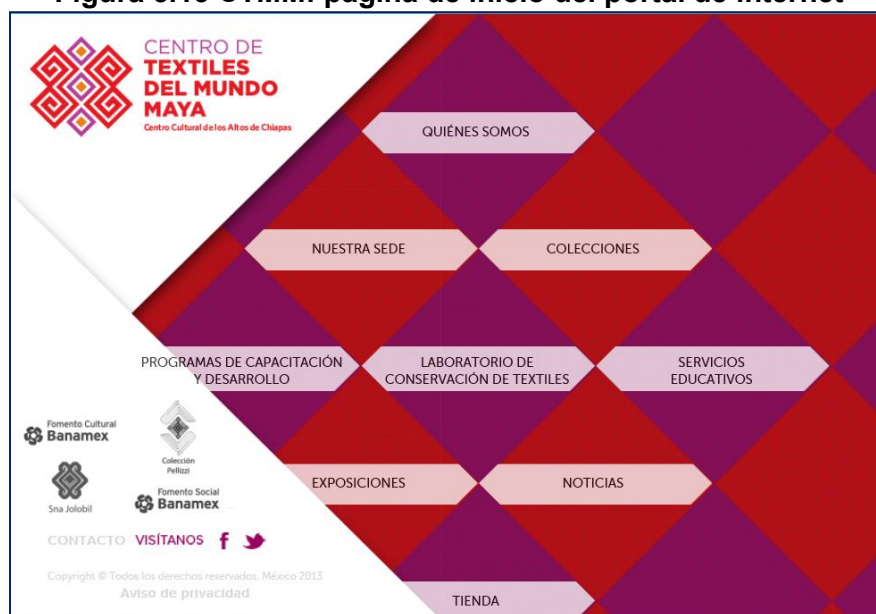 CENTRO DE
TEXTILES
DEL MUNDO
MAYA
Centro Cultural de los Altos de Chiapas
QUIÉNES SOMOS
NUESTRA SEDE
COLECCIONES
PROGRAMAS DE CAPACITACIÓN
Y DESARROLLO
LABORATORIO DE
CONSERVACIÓN DE TEXTILES
SERVICIOS
EDUCATIVOS
Fomento Cultural
Banamex
Colección
Pellizzi
Sna Jolobil
Fomento Social
Banamex
EXPOSICIONES
NOTICIAS
CONTACTO VISÍTANOS
Copyright © Todos los derechos reservados. México 2013
Aviso de privacidad
TIENDA